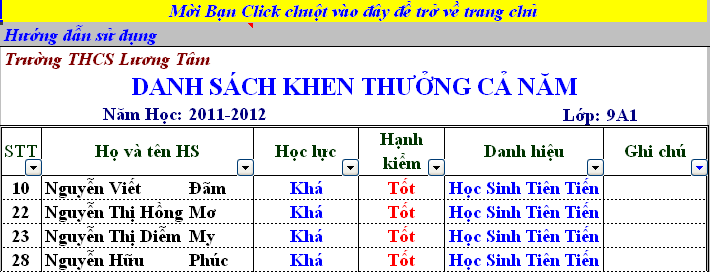 Mời Bạn Click chuột vào đây để trở về trang chủ
Hướng dẫn sử dụng
Trường THCS Lương Tâm
DANH SÁCH KHEN THƯỞNG CẢ NĂM
Năm Học: 2011-2012 Lớp: 9A1
STT Họ và tên HS Học lực Hạnh kiểm Danh hiệu Ghi chú
10 Nguyễn Viết Đãm Khá Tốt Học Sinh Tiên Tiến
22 Nguyễn Thị Hồng Mơ Khá Tốt Học Sinh Tiên Tiến
23 Nguyễn Thị Diễm My Khá Tốt Học Sinh Tiên Tiến
28 Nguyễn Hữu Phúc Khá Tốt Học Sinh Tiên Tiến